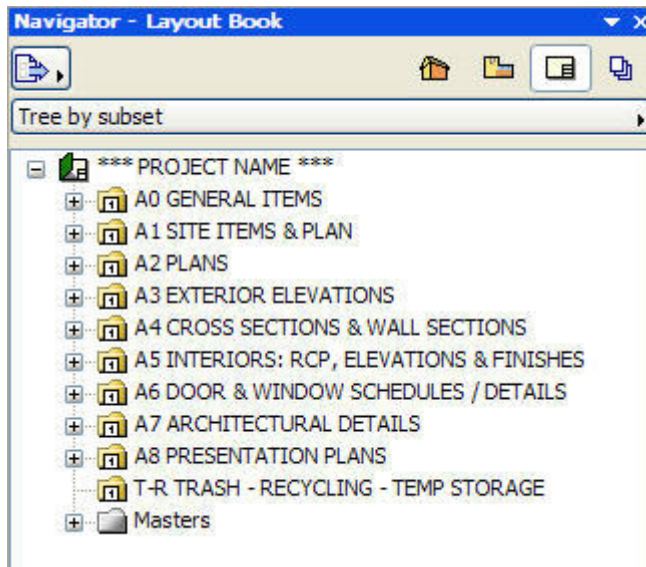 Navigator - Layout Book
Tree by subset
*** PROJECT NAME ***
A0 GENERAL ITEMS
A1 SITE ITEMS & PLAN
A2 PLANS
A3 EXTERIOR ELEVATIONS
A4 CROSS SECTIONS & WALL SECTIONS
A5 INTERIORS: RCP, ELEVATIONS & FINISHES
A6 DOOR & WINDOW SCHEDULES / DETAILS
A7 ARCHITECTURAL DETAILS
A8 PRESENTATION PLANS
T-R TRASH - RECYCLING - TEMP STORAGE
Masters